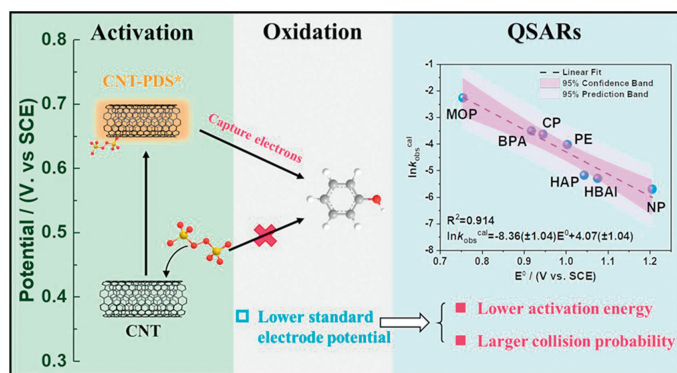 Activation
Oxidation
QSARs
Potential / (V. vs SCE)
0.8
0.7
0.6
0.5
0.4
0.3
CNT-PDS*
CNT
Capture electrons
Lower standard
electrode potential
lnk_obs^cal
-1
-2
-3
-4
-5
-6
-7
-8
Linear Fit
95% Confidence Band
95% Prediction Band
MOP
BPA
CP
PE
HAP
HBAl
NP
R²=0.914
lnk_obs^cal=-8.36(±1.04)E⁰+4.07(±1.04)
0.7 0.8 0.9 1.0 1.1 1.2
E⁰ / (V vs. SCE)
Lower activation energy
Larger collision probability